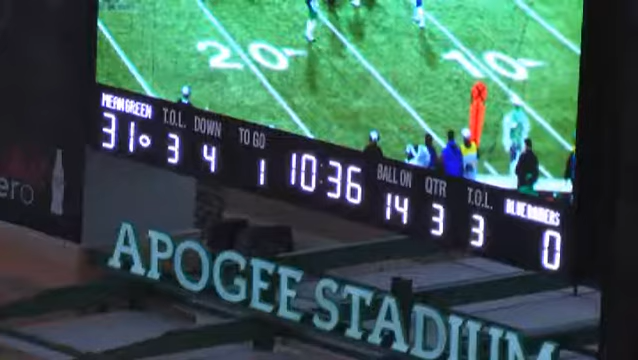 20 10
MEAN GREEN T.O.L. DOWN TO GO BALL ON QTR T.O.L. BLUE RAIDERS
31 3 4 1 10:36 14 3 3 0
ero
APOGEE STADIUM